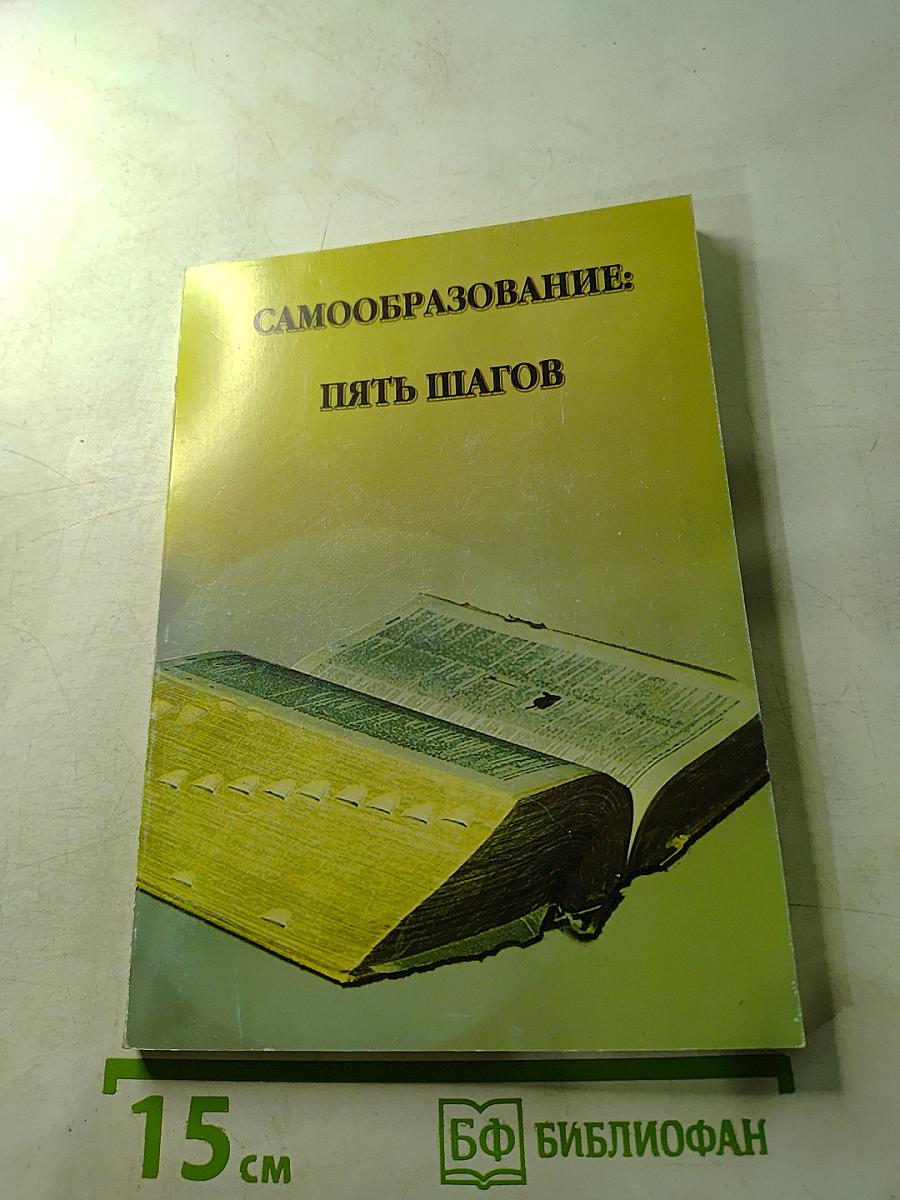 САМООБРАЗОВАНИЕ:
ПЯТЬ ШАГОВ
15 см
БФ БИБЛИОФАН